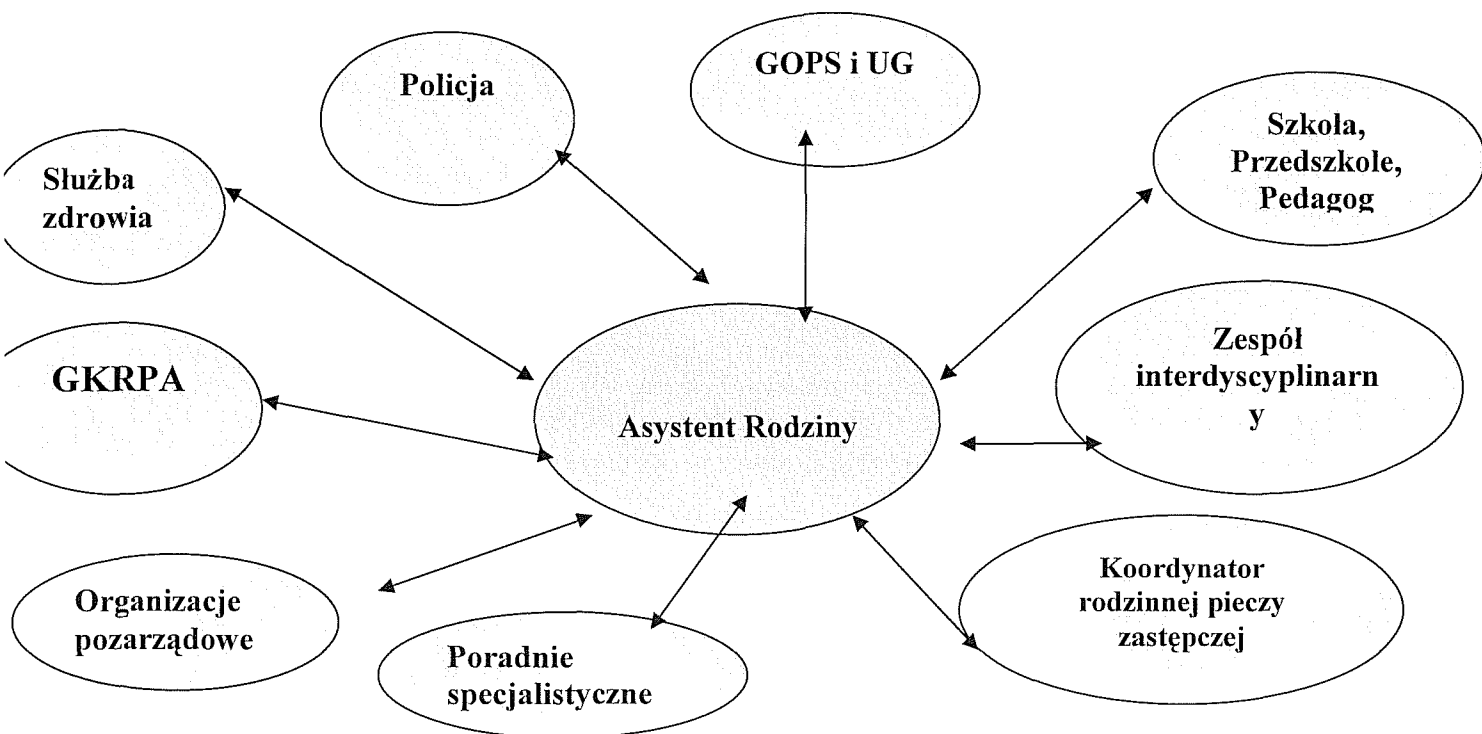 GOPS i UG
Policja
Szkoła,
Przedszkole,
Pedagog
Służba
zdrowia
Zespół
interdyscyplinarn
y
GKRPA
Asystent Rodziny
Koordynator
rodzinnej pieczy
zastępczej
Organizacje
pozarządowe
Poradnie
specjalistyczne